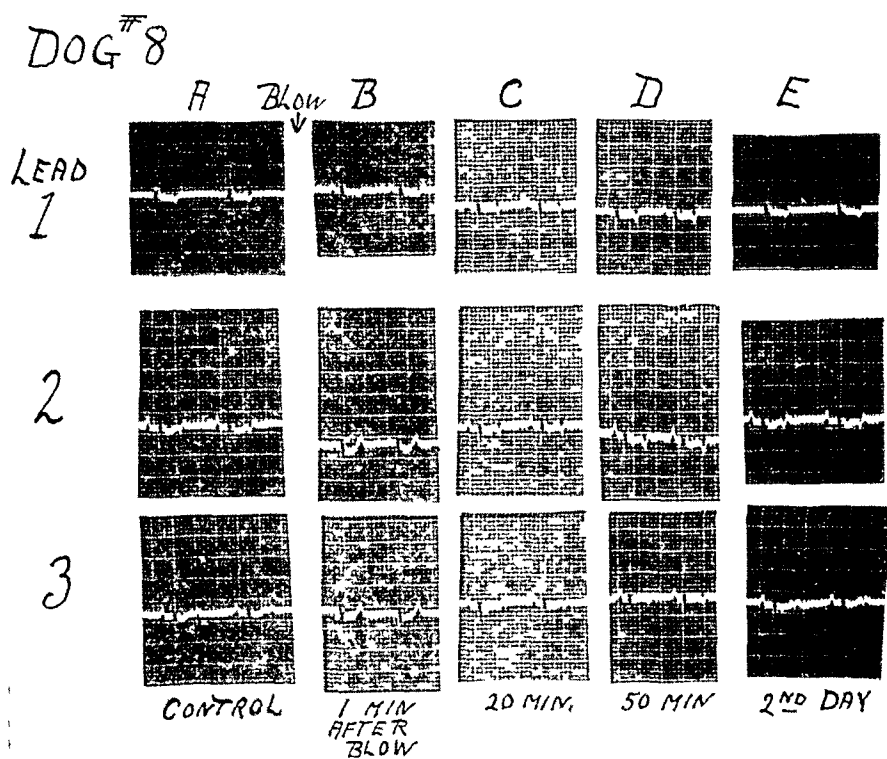 DOG #8
A BLOW B C D E
LEAD
1
2
3
CONTROL 1 MIN 20 MIN. 50 MIN 2ND DAY
AFTER
BLOW